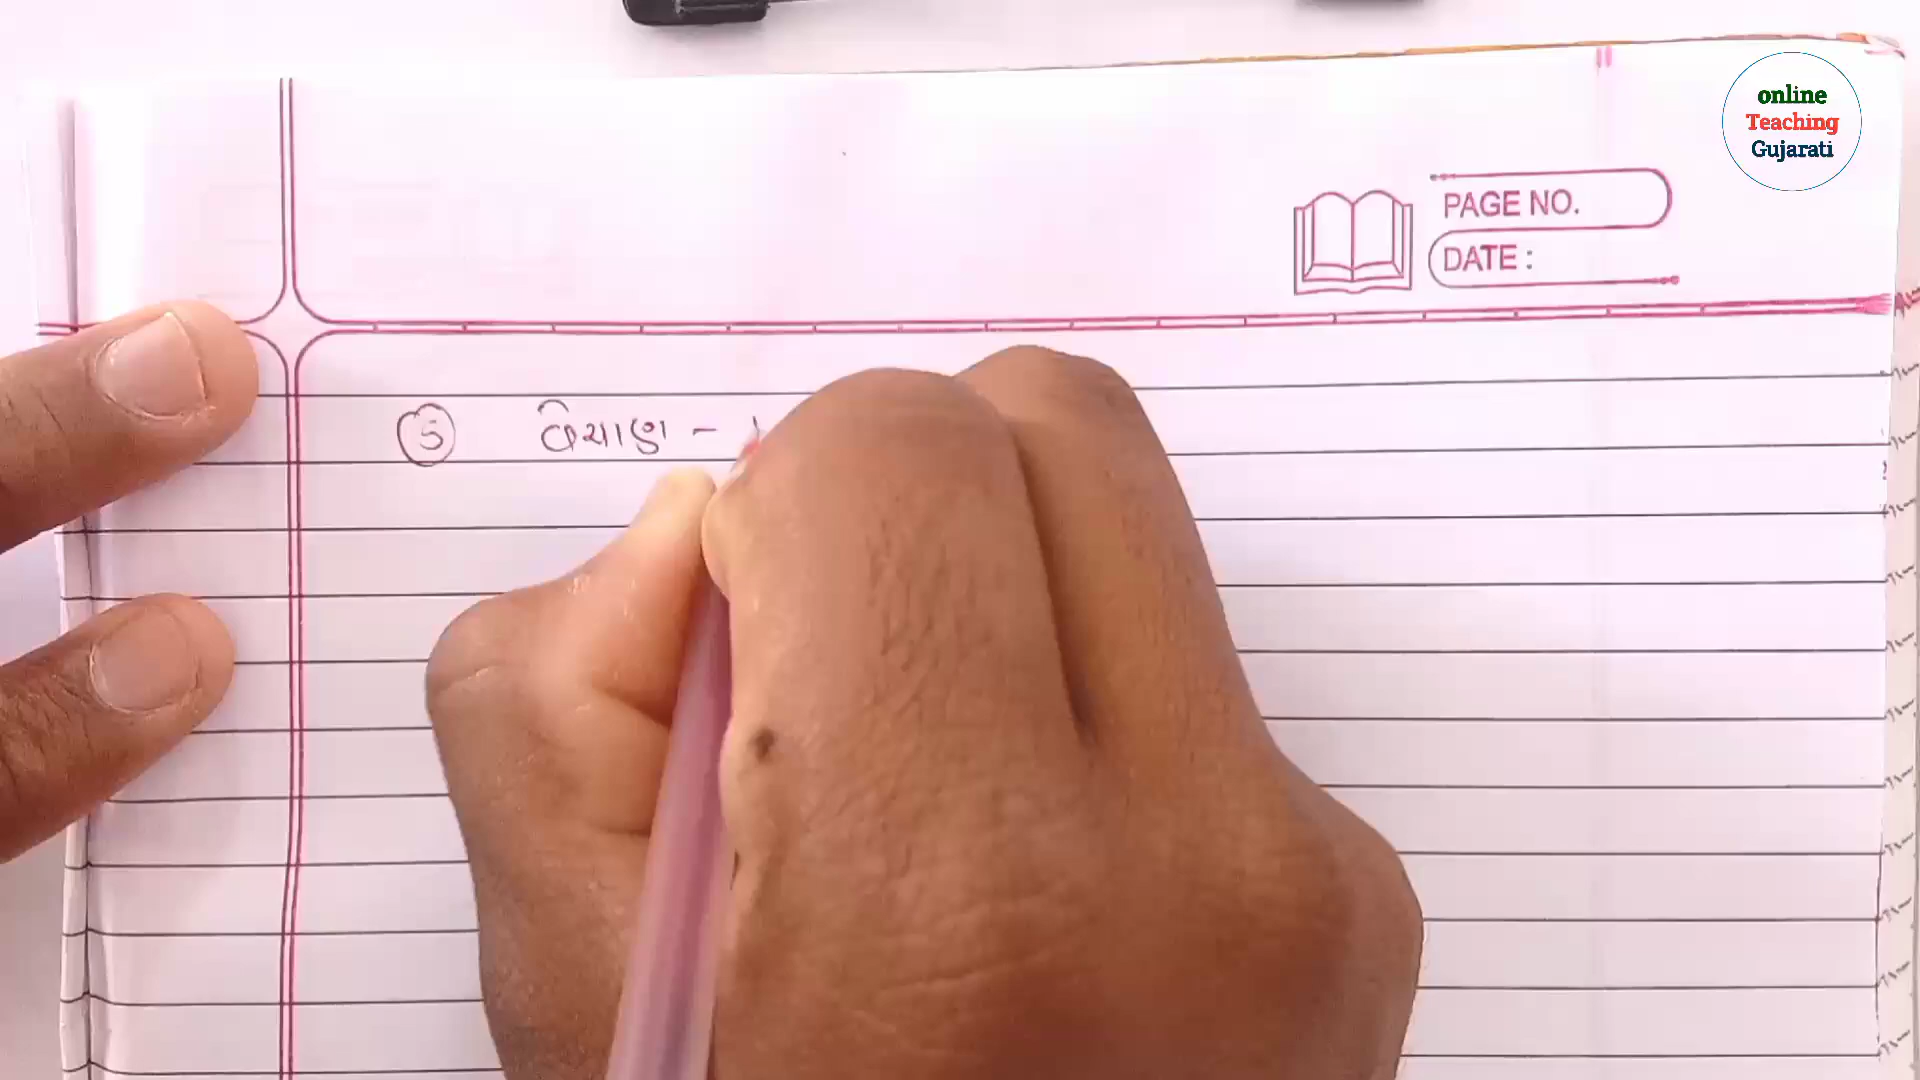 online
Teaching
Gujarati
PAGE NO.
DATE :
5 વેચાણ -